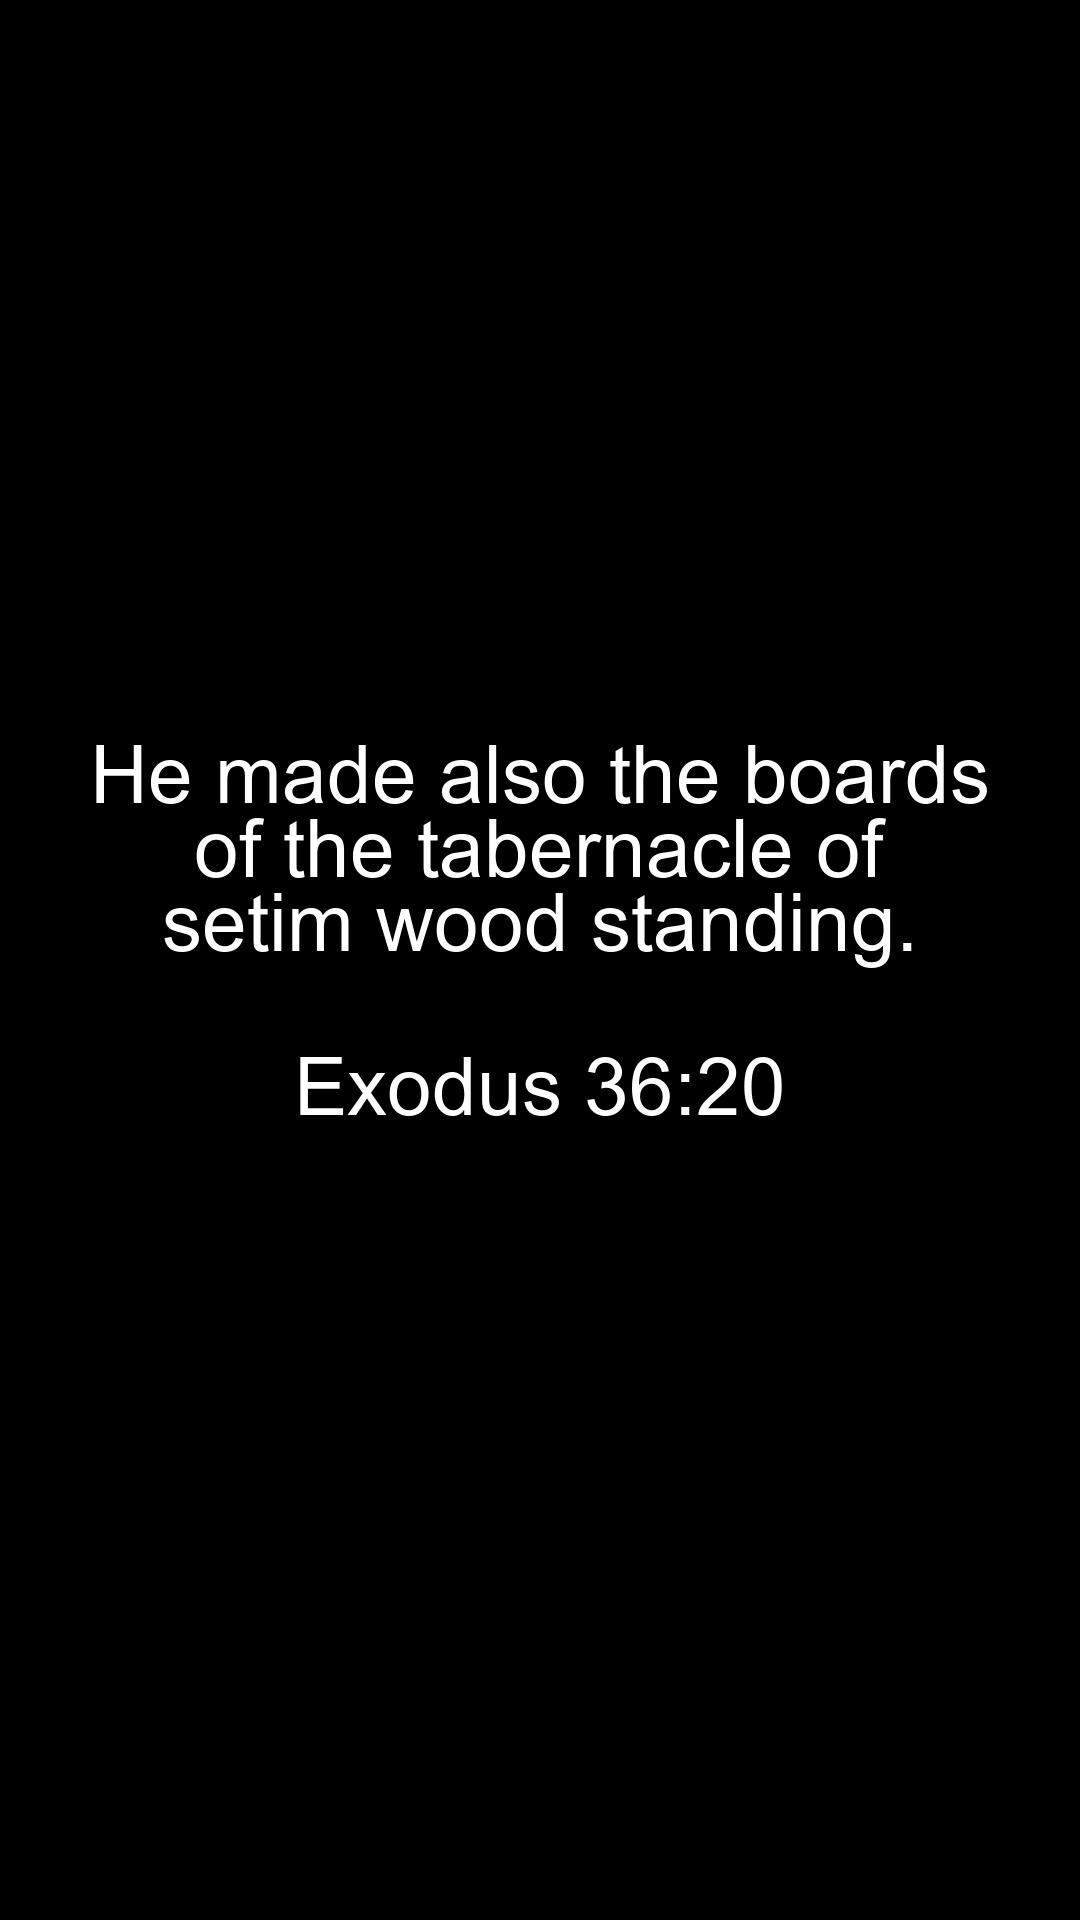 He made also the boards
of the tabernacle of
setim wood standing.
Exodus 36:20